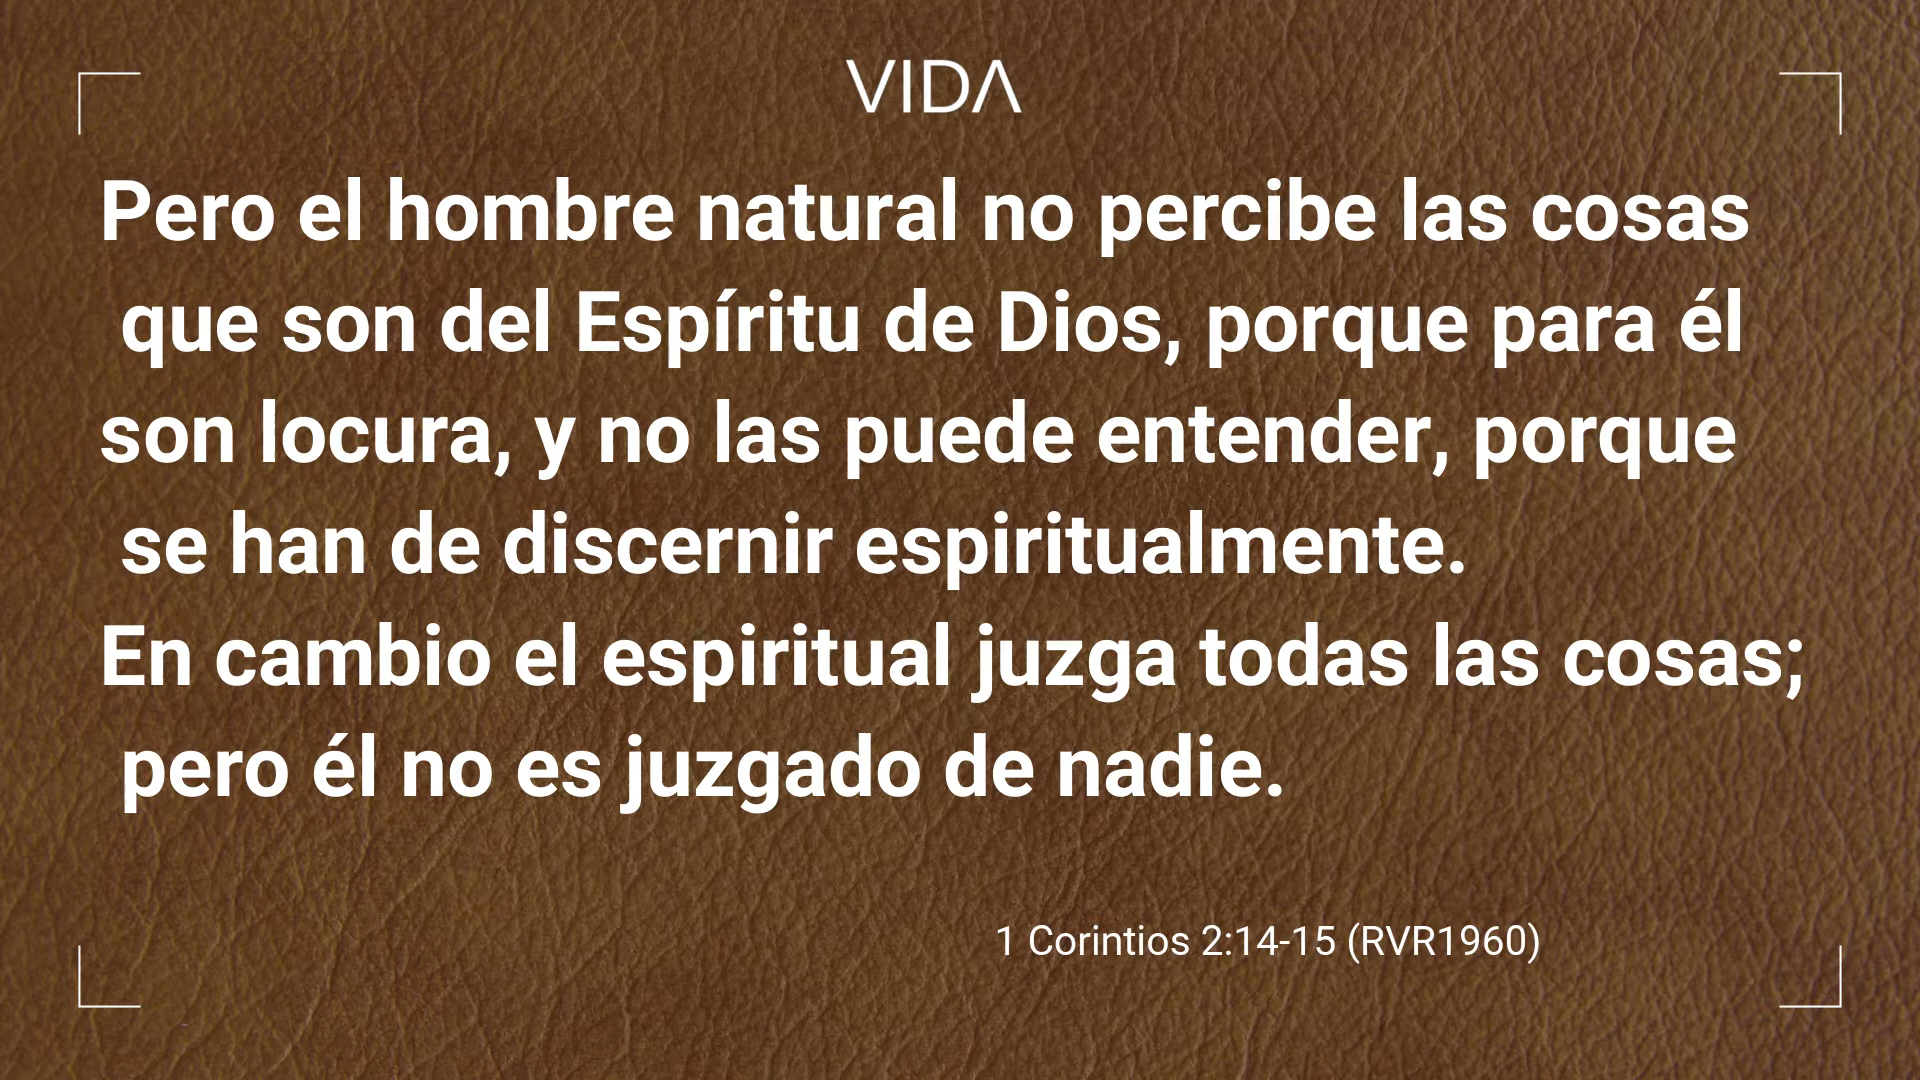 VIDA
Pero el hombre natural no percibe las cosas
que son del Espíritu de Dios, porque para él
son locura, y no las puede entender, porque
se han de discernir espiritualmente.
En cambio el espiritual juzga todas las cosas;
pero él no es juzgado de nadie.
1 Corintios 2:14-15 (RVR1960)